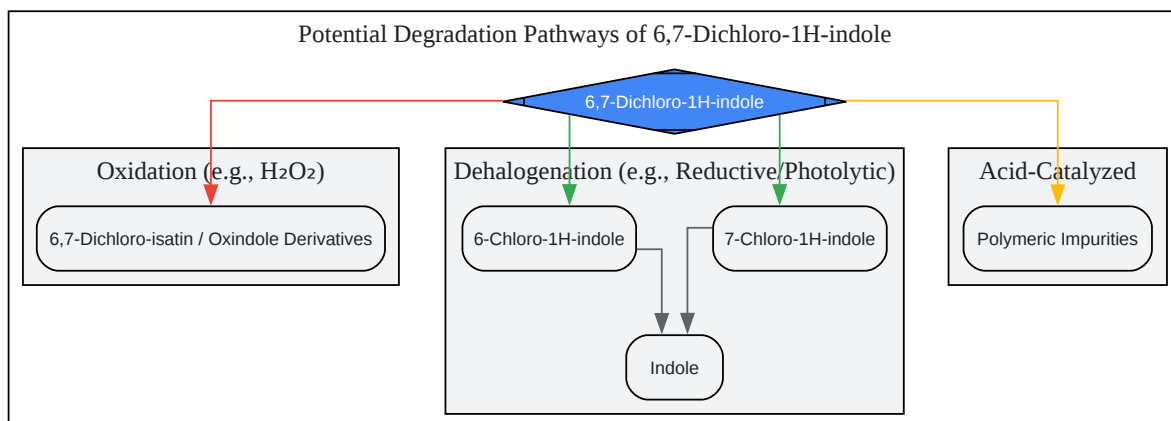 Potential Degradation Pathways of 6,7-Dichloro-1H-indole
6,7-Dichloro-1H-indole
Oxidation (e.g., H₂O₂)
Dehalogenation (e.g., Reductive/Photolytic)
Acid-Catalyzed
6,7-Dichloro-isatin / Oxindole Derivatives
6-Chloro-1H-indole
7-Chloro-1H-indole
Polymeric Impurities
Indole